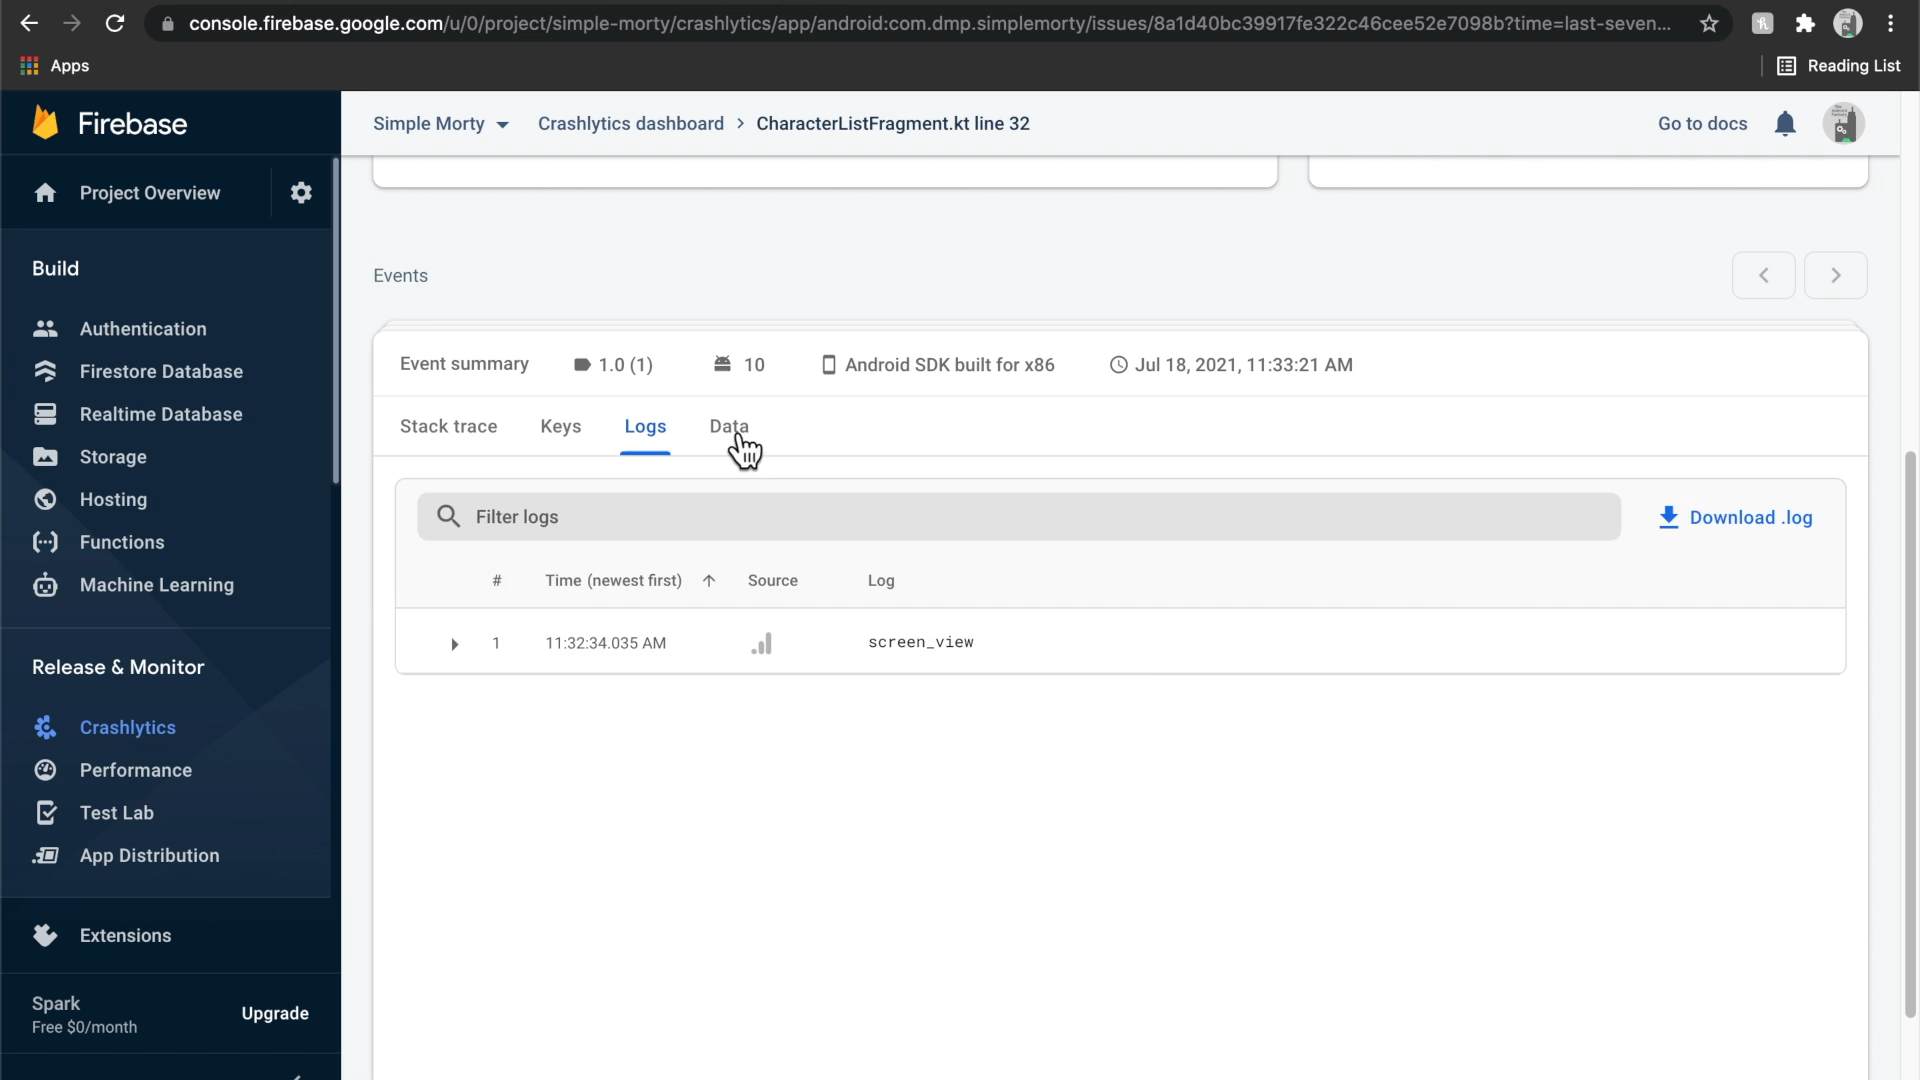 console.firebase.google.com/u/0/project/simple-morty/crashlytics/app/android:com.dmp.simplemorty/issues/8a1d40bc39917fe322c46cee52e7098b?time=last-seven...
Apps
Reading List
Firebase
Simple Morty
Crashlytics dashboard > CharacterListFragment.kt line 32
Go to docs
Project Overview
Build
Authentication
Firestore Database
Realtime Database
Storage
Hosting
Functions
Machine Learning
Release & Monitor
Crashlytics
Performance
Test Lab
App Distribution
Extensions
Spark
Free $0/month
Upgrade
Events
Event summary 1.0 (1) 10 Android SDK built for x86 Jul 18, 2021, 11:33:21 AM
Stack trace Keys Logs Data
Filter logs
Download .log
# Time (newest first) Source Log
1 11:32:34.035 AM screen_view